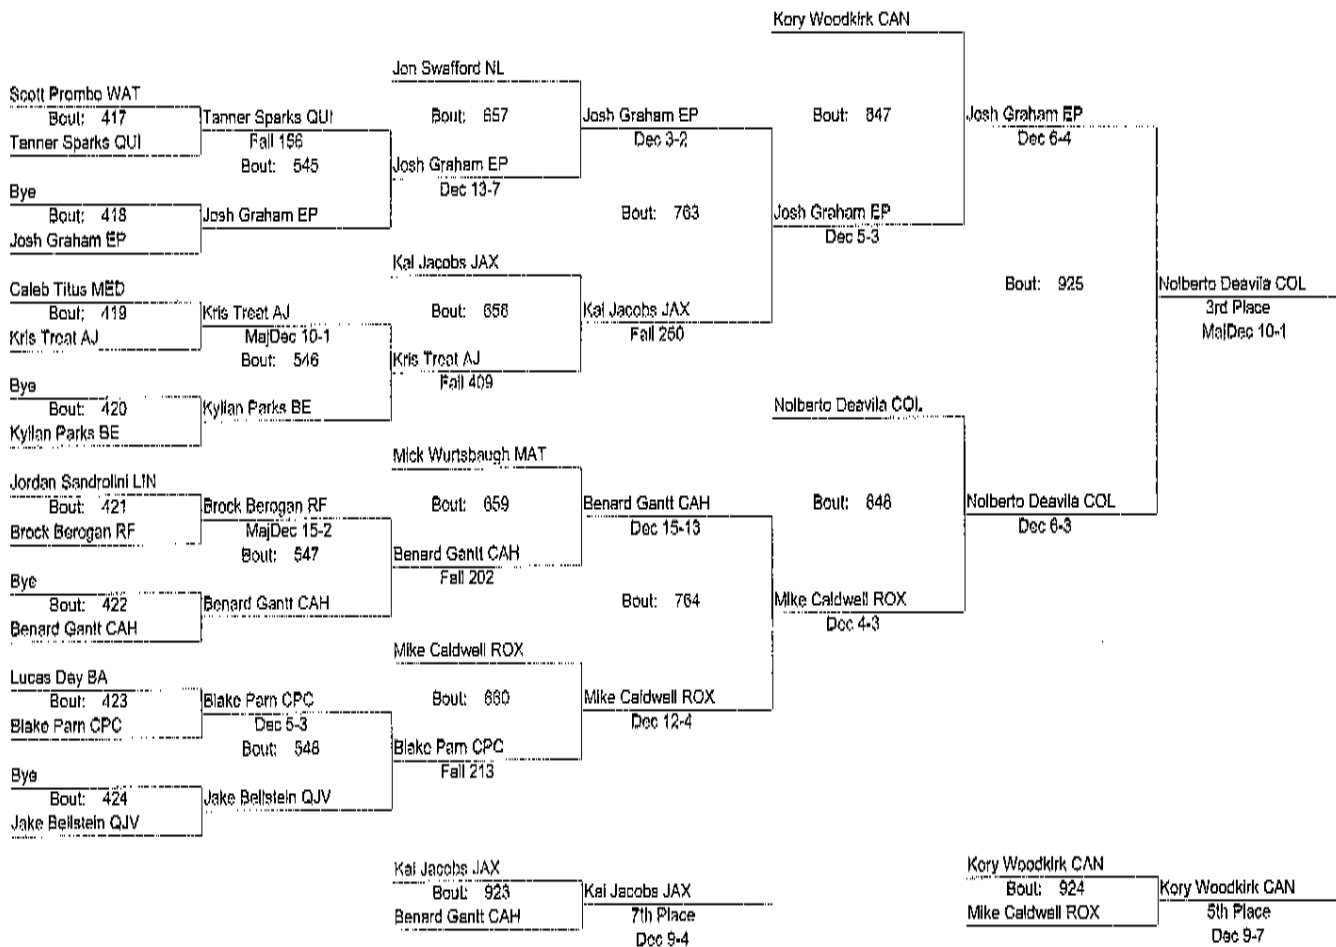 Kory Woodkirk CAN
Jon Swafford NL
Scott Prombo WAT
Bout: 417
Tanner Sparks QUI
Tanner Sparks QUI
Fall 156
Bout: 545
Bye
Bout: 418
Josh Graham EP
Josh Graham EP
Bout: 657
Josh Graham EP
Dec 13-7
Josh Graham EP
Dec 3-2
Caleb Titus MED
Bout: 419
Kris Treat AJ
Kris Treat AJ
MajDec 10-1
Bout: 546
Bye
Bout: 420
Kyllan Parks BE
Kyllan Parks BE
Kai Jacobs JAX
Bout: 658
Kris Treat AJ
Fall 409
Kai Jacobs JAX
Fall 250
Bout: 763
Josh Graham EP
Dec 5-3
Bout: 847
Josh Graham EP
Dec 6-4
Jordan Sandrolini LIN
Bout: 421
Brock Berogan RF
Brock Berogan RF
MajDec 15-2
Bout: 547
Bye
Bout: 422
Benard Gantt CAH
Benard Gantt CAH
Mick Wurtsbaugh MAT
Bout: 659
Benard Gantt CAH
Fall 202
Benard Gantt CAH
Dec 15-13
Lucas Day BA
Bout: 423
Blake Parn CPC
Blake Parn CPC
Dec 5-3
Bout: 548
Bye
Bout: 424
Jake Beilstein QJV
Jake Beilstein QJV
Mike Caldwell ROX
Bout: 660
Blake Parn CPC
Fall 213
Mike Caldwell ROX
Dec 12-4
Bout: 764
Mike Caldwell ROX
Dec 4-3
Nolberto Deavila COL
Bout: 848
Nolberto Deavila COL
Dec 6-3
Bout: 925
Nolberto Deavila COL
3rd Place
MajDec 10-1
Kai Jacobs JAX
Bout: 923
Benard Gantt CAH
Kai Jacobs JAX
7th Place
Dec 9-4
Kory Woodkirk CAN
Bout: 924
Mike Caldwell ROX
Kory Woodkirk CAN
5th Place
Dec 9-7